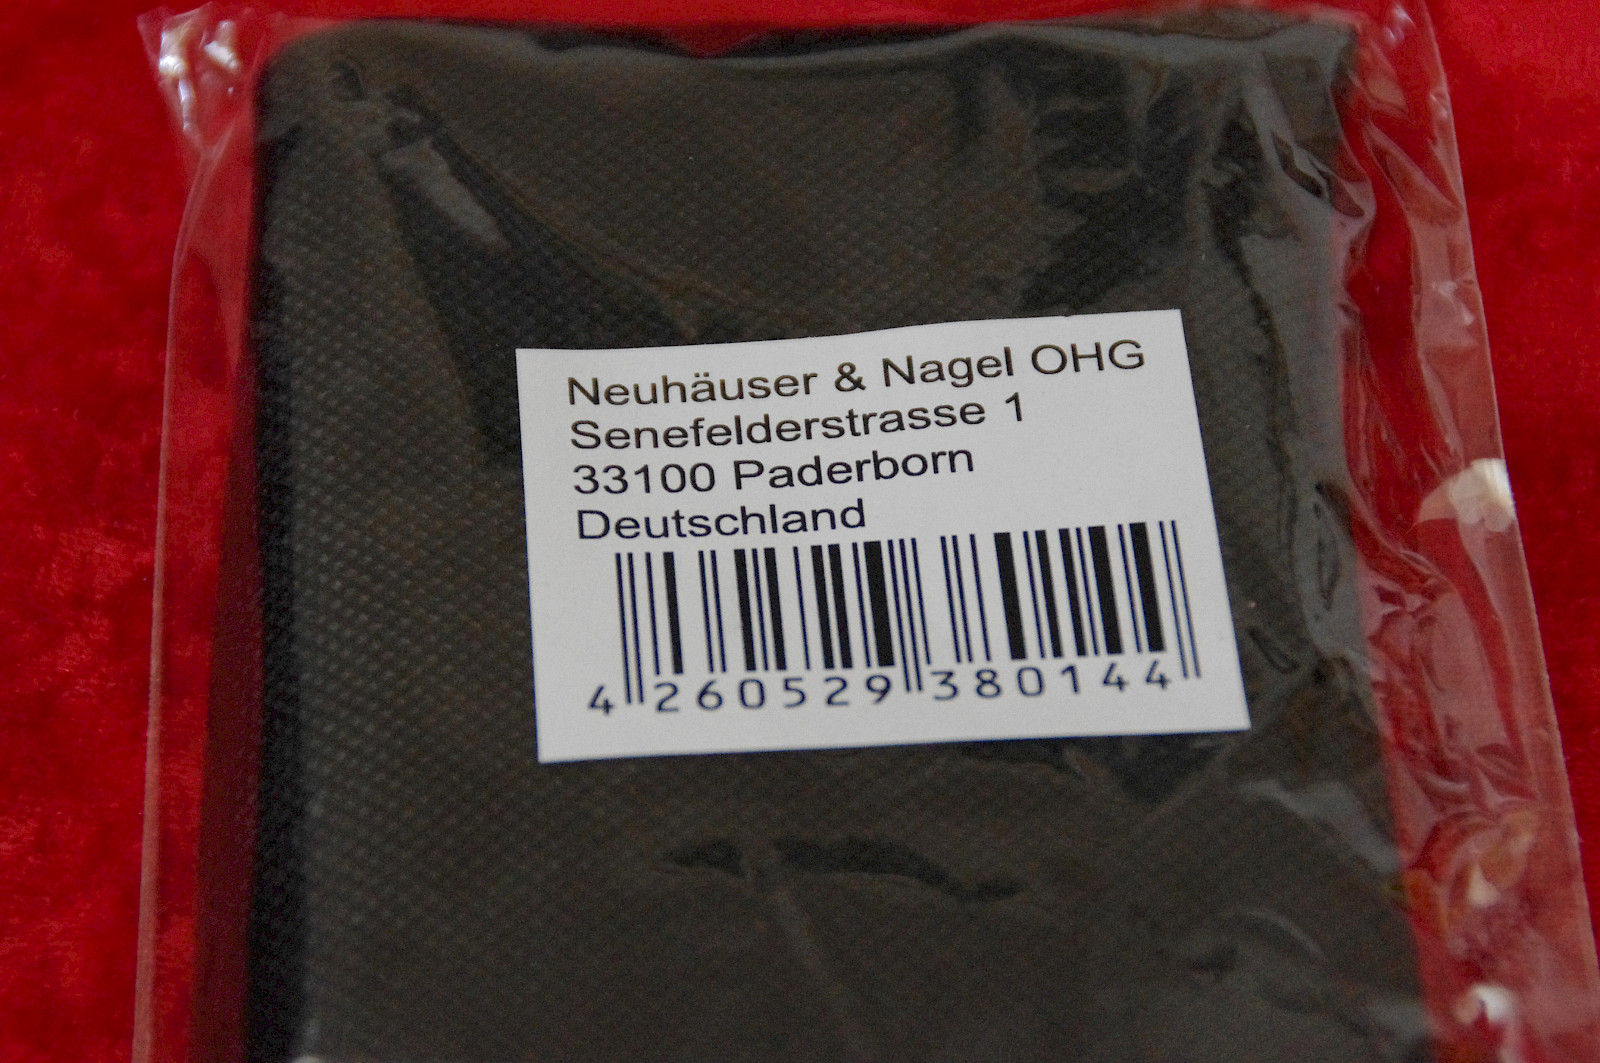 Neuhäuser & Nagel OHG
Senefelderstrasse 1
33100 Paderborn
Deutschland
4 260529 380144